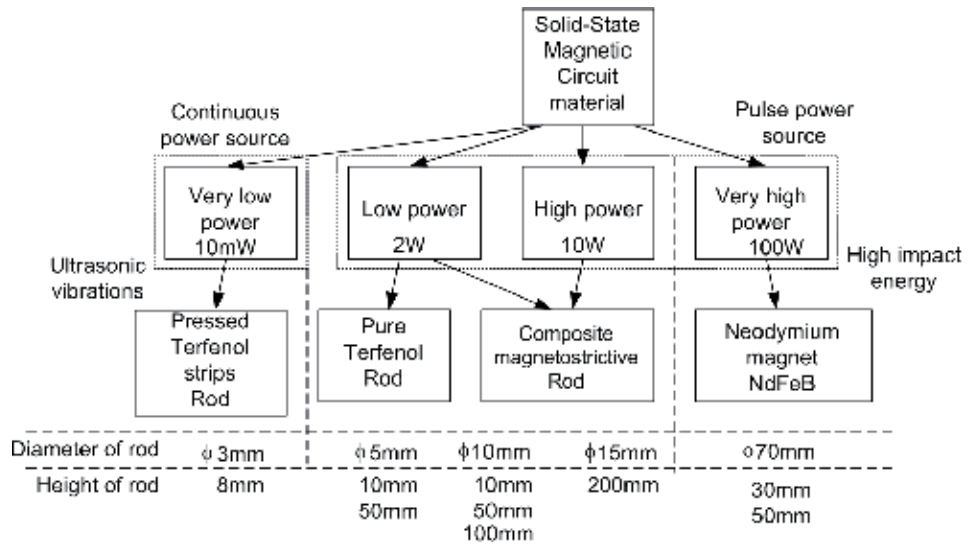 Solid-State
Magnetic
Circuit
material
Continuous
power source
Pulse power
source
Very low
power
10mW
Low power
2W
High power
10W
Very high
power
100W
Ultrasonic
vibrations
High impact
energy
Pressed
Terfenol
strips
Rod
Pure
Terfenol
Rod
Composite
magnetostrictive
Rod
Neodymium
magnet
NdFeB
Diameter of rod ϕ3mm ϕ5mm ϕ10mm ϕ15mm ϕ70mm
Height of rod 8mm 10mm 10mm 200mm 30mm
50mm 50mm 50mm
100mm